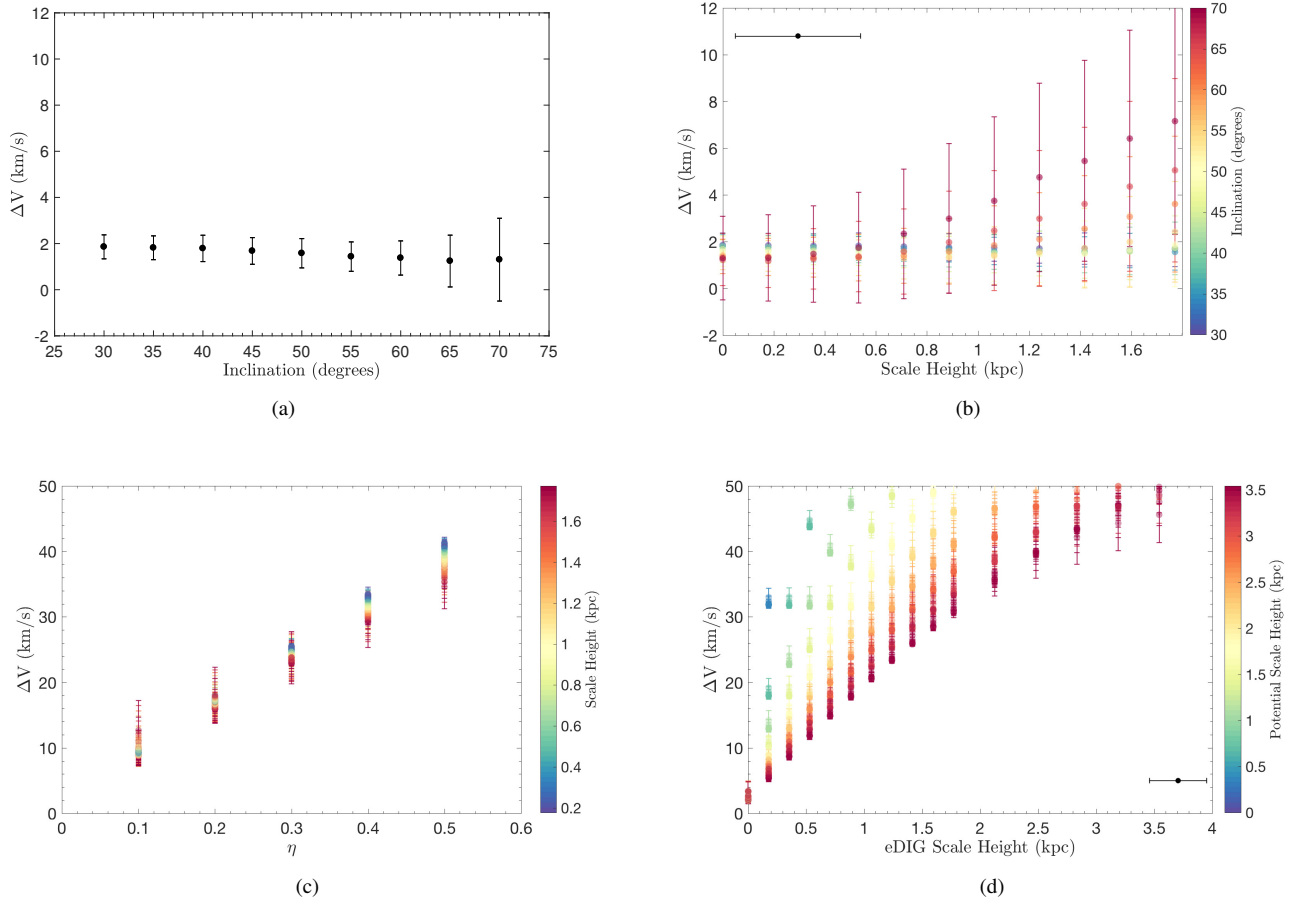 12
10
8
6
4
2
0
-2
ΔV (km/s)
25 30 35 40 45 50 55 60 65 70 75
Inclination (degrees)
(a)
12
10
8
6
4
2
0
-2
ΔV (km/s)
0 0.2 0.4 0.6 0.8 1 1.2 1.4 1.6
Scale Height (kpc)
70
65
60
55
50
45
40
35
30
Inclination (degrees)
(b)
50
40
30
20
10
0
ΔV (km/s)
0 0.1 0.2 0.3 0.4 0.5 0.6
η
1.6
1.4
1.2
1
0.8
0.6
0.4
0.2
Scale Height (kpc)
(c)
50
40
30
20
10
0
ΔV (km/s)
0 0.5 1 1.5 2 2.5 3 3.5 4
eDIG Scale Height (kpc)
3.5
3
2.5
2
1.5
1
0.5
0
Potential Scale Height (kpc)
(d)